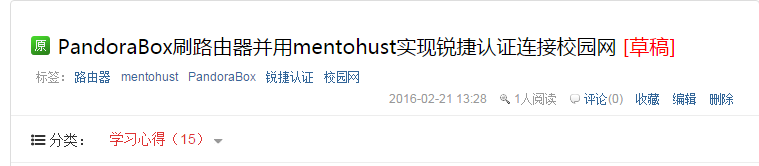 原 PandoraBox刷路由器并用mentohust实现锐捷认证连接校园网 [草稿]
标签: 路由器 mentohust PandoraBox 锐捷认证 校园网
2016-02-21 13:28 1人阅读 评论(0) 收藏 编辑 删除
分类： 学习心得（15）